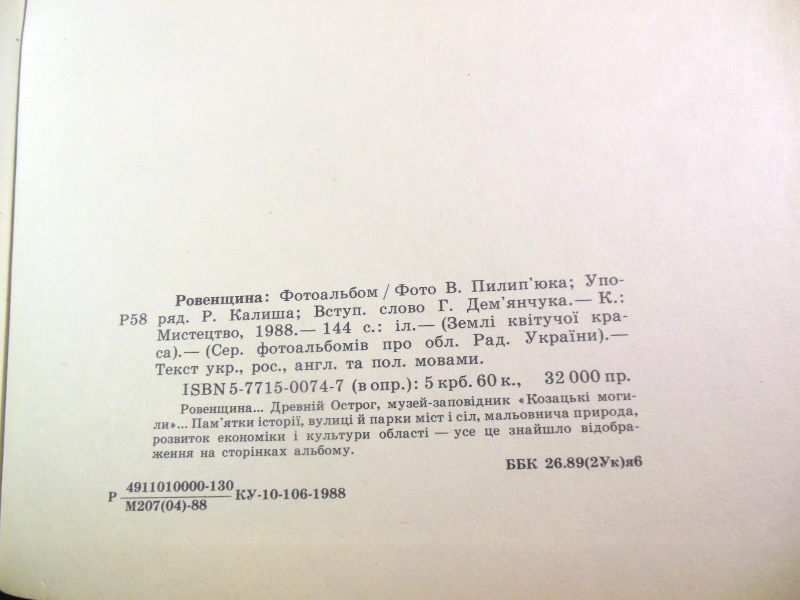 Ровенщина: Фотоальбом / Фото В. Пилип'юка; Упо-
Р58 ряд. Р. Калиша; Вступ. слово Г. Дем'янчука.— К.:
Мистецтво, 1988.— 144 с.: іл.— (Землі квітучої кра-
са).— (Сер. фотоальбомів про обл. Рад. України).—
Текст укр., рос., англ. та пол. мовами.
ISBN 5-7715-0074-7 (в опр.): 5 крб. 60 к., 32 000 пр.
Ровенщина... Древній Острог, музей-заповідник «Козацькі моги-
ли»... Пам'ятки історії, вулиці й парки міст і сіл, мальовнича природа,
розвиток економіки і культури області — усе це знайшло відобра-
ження на сторінках альбому.
ББК 26.89(2Ук)я6
Р 4911010000-130 КУ-10-106-1988
М207(04)-88